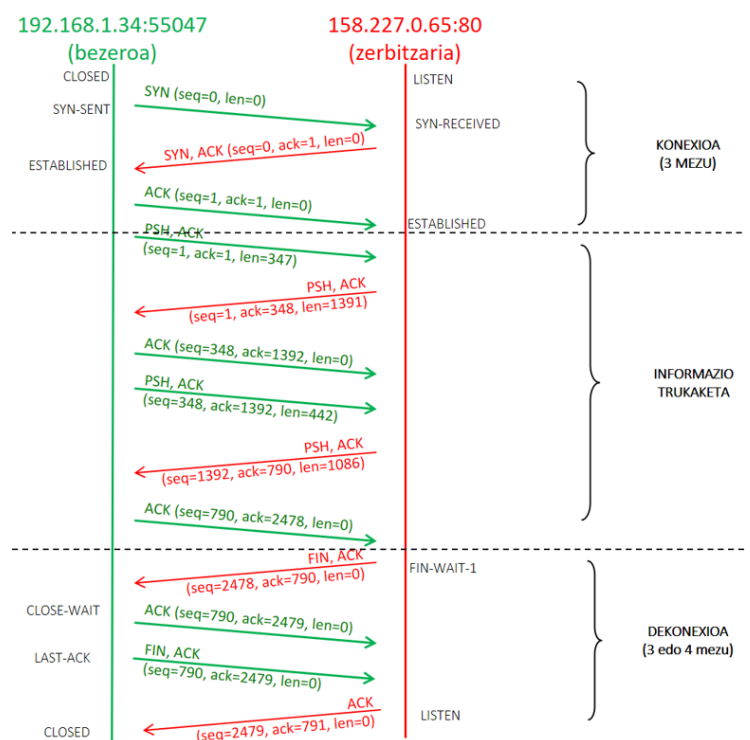 192.168.1.34:55047
(bezeroa)
158.227.0.65:80
(zerbitzaria)
CLOSED
LISTEN
SYN (seq=0, len=0)
SYN-SENT
SYN-RECEIVED
SYN, ACK (seq=0, ack=1, len=0)
ESTABLISHED
KONEXIOA
(3 MEZU)
ACK (seq=1, ack=1, len=0)
ESTABLISHED
PSH, ACK
(seq=1, ack=1, len=347)
PSH, ACK
(seq=1, ack=348, len=1391)
ACK (seq=348, ack=1392, len=0)
PSH, ACK
(seq=348, ack=1392, len=442)
INFORMAZIO
TRUKAKETA
PSH, ACK
(seq=1392, ack=790, len=1086)
ACK (seq=790, ack=2478, len=0)
FIN, ACK
(seq=2478, ack=790, len=0)
FIN-WAIT-1
CLOSE-WAIT
ACK (seq=790, ack=2479, len=0)
DEKONEXIOA
(3 edo 4 mezu)
LAST-ACK
FIN, ACK
(seq=790, ack=2479, len=0)
ACK
(seq=2479, ack=791, len=0)
LISTEN
CLOSED